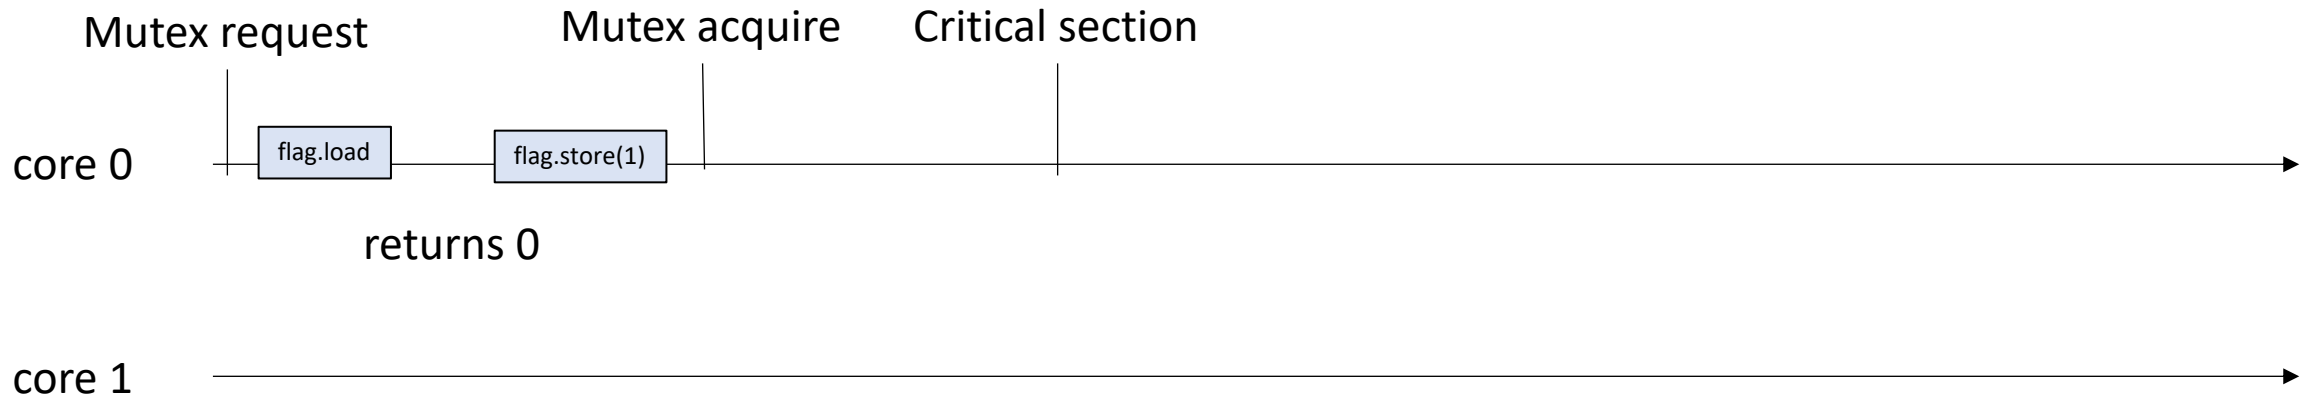 Mutex request
Mutex acquire
Critical section
core 0
flag.load
flag.store(1)
returns 0
core 1